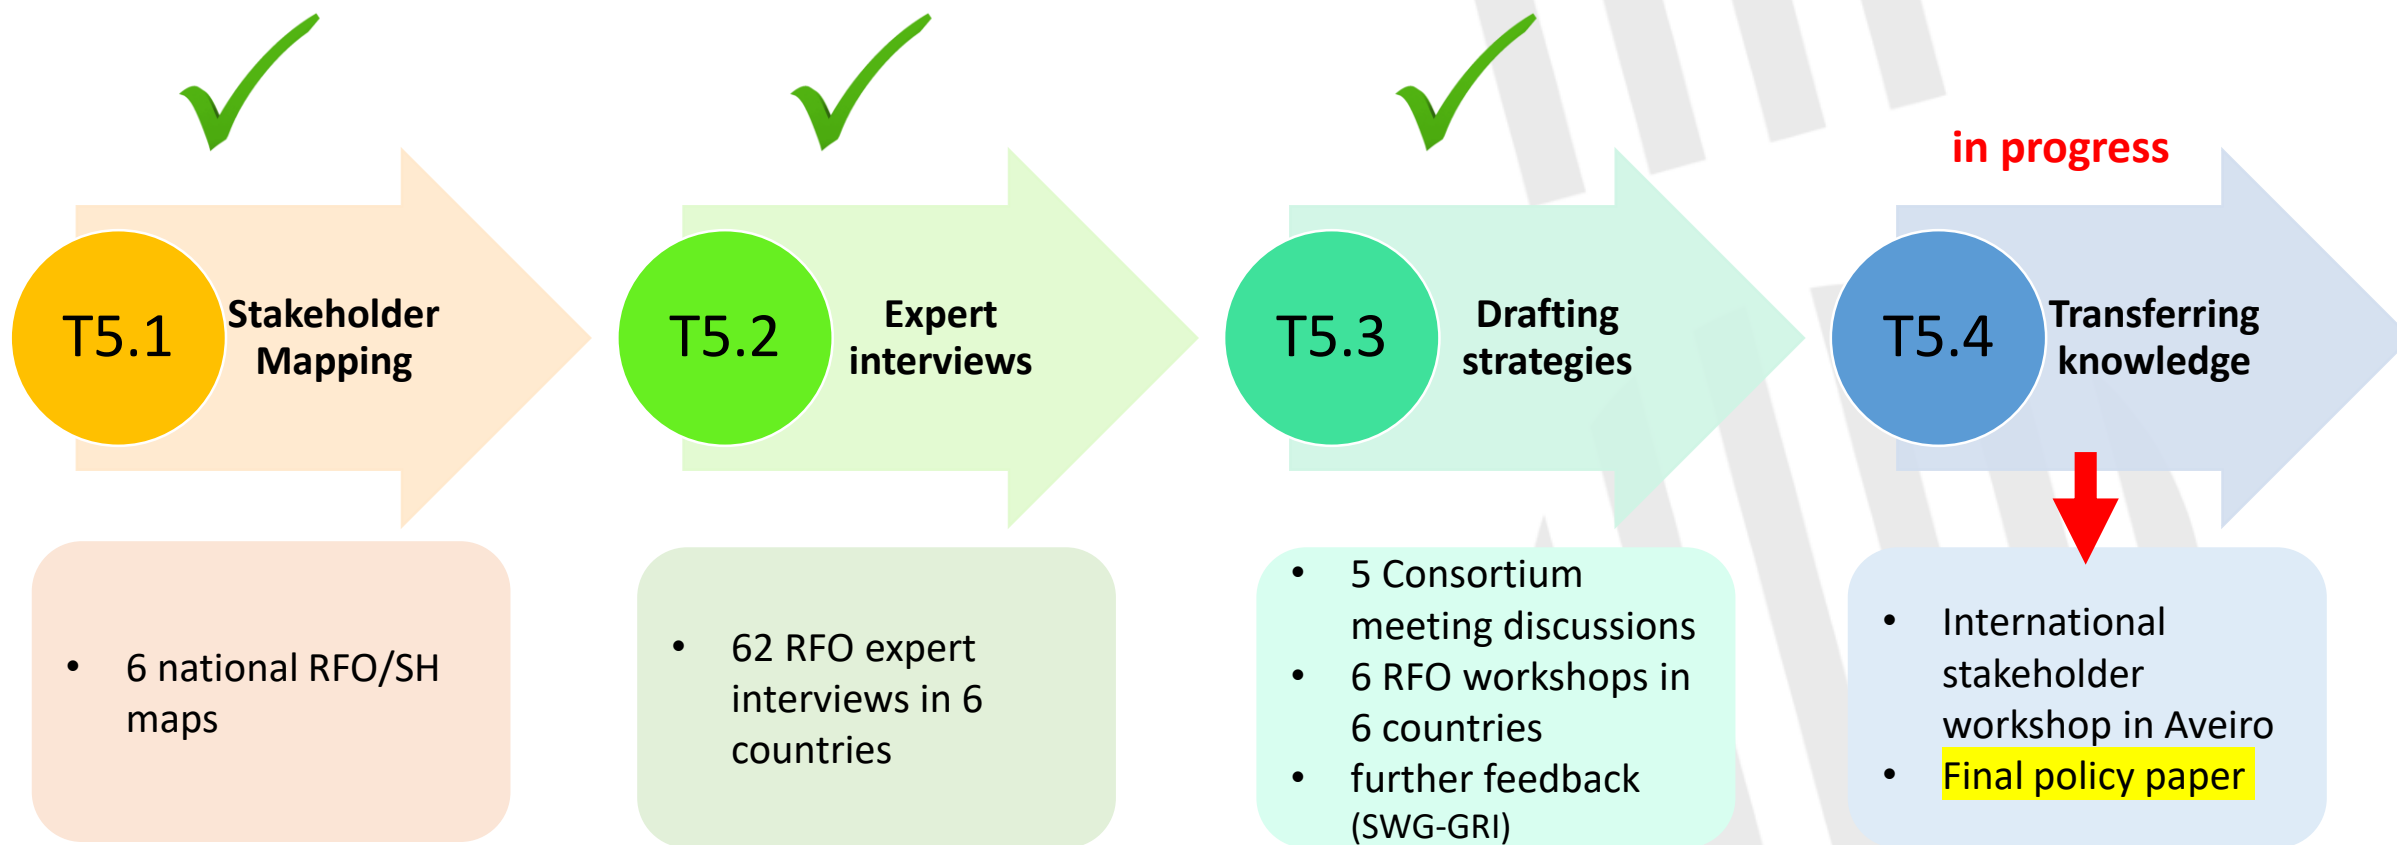 in progress
T5.1
Stakeholder
Mapping
T5.2
Expert
interviews
T5.3
Drafting
strategies
T5.4
Transferring
knowledge
• 6 national RFO/SH
maps
• 62 RFO expert
interviews in 6
countries
• 5 Consortium
meeting discussions
• 6 RFO workshops in
6 countries
• further feedback
(SWG-GRI)
• International
stakeholder
workshop in Aveiro
• Final policy paper